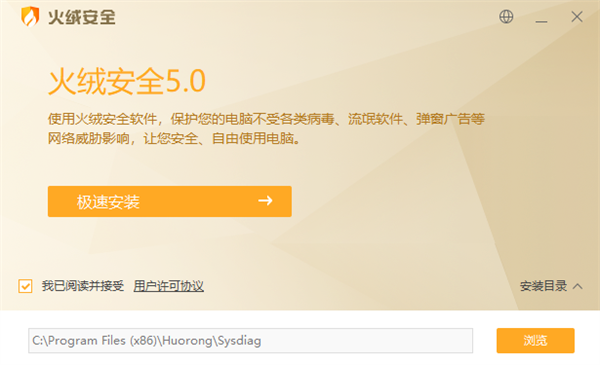 火绒安全
火绒安全5.0
使用火绒安全软件，保护您的电脑不受各类病毒、流氓软件、弹窗广告等
网络威胁影响，让您安全、自由使用电脑。
极速安装
我已阅读并接受 用户许可协议
安装目录
C:\Program Files (x86)\Huorong\Sysdiag
浏览